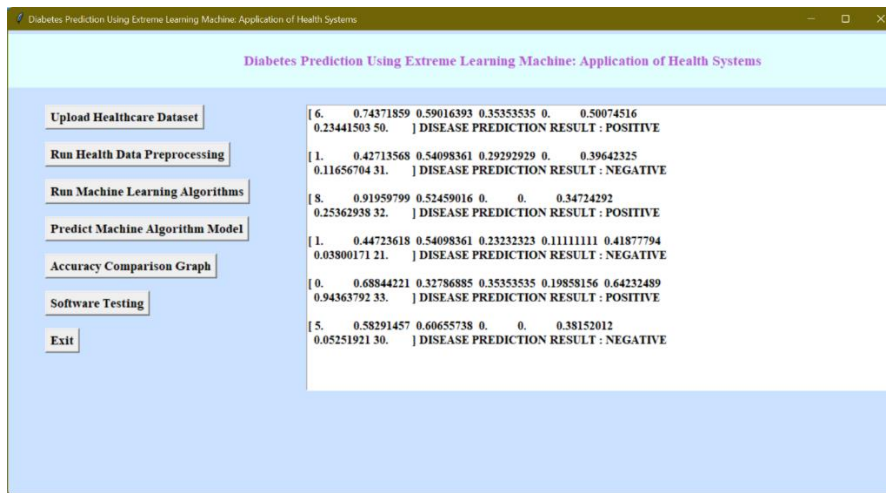 Diabetes Prediction Using Extreme Learning Machine: Application of Health Systems
Diabetes Prediction Using Extreme Learning Machine: Application of Health Systems
Upload Healthcare Dataset
Run Health Data Preprocessing
Run Machine Learning Algorithms
Predict Machine Algorithm Model
Accuracy Comparison Graph
Software Testing
Exit
[ 6. 0.74371859 0.59016393 0.35353535 0. 0.50074516
0.23441503 50. ] DISEASE PREDICTION RESULT : POSITIVE
[ 1. 0.42713568 0.54098361 0.29292929 0. 0.39642325
0.11656704 31. ] DISEASE PREDICTION RESULT : NEGATIVE
[ 8. 0.91959799 0.52459016 0. 0. 0.34724292
0.25362938 32. ] DISEASE PREDICTION RESULT : POSITIVE
[ 1. 0.44723618 0.54098361 0.23232323 0.11111111 0.41877794
0.03800171 21. ] DISEASE PREDICTION RESULT : NEGATIVE
[ 0. 0.68844221 0.32786885 0.35353535 0.19858156 0.64232489
0.94363792 33. ] DISEASE PREDICTION RESULT : POSITIVE
[ 5. 0.58291457 0.60655738 0. 0. 0.38152012
0.05251921 30. ] DISEASE PREDICTION RESULT : NEGATIVE